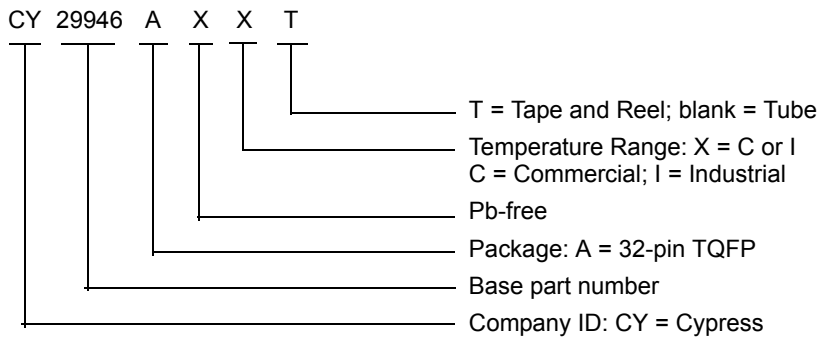 CY 29946 A X X T
T = Tape and Reel; blank = Tube
Temperature Range: X = C or I
C = Commercial; I = Industrial
Pb-free
Package: A = 32-pin TQFP
Base part number
Company ID: CY = Cypress